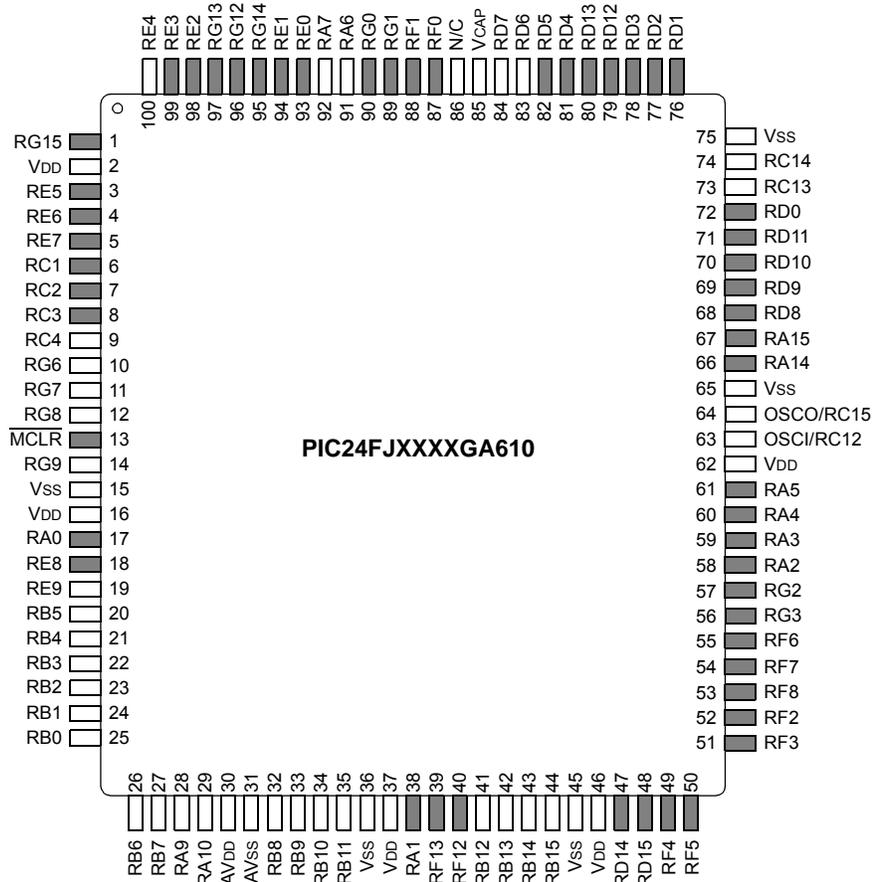 RE4 RE3 RE2 RG13 RG12 RG14 RE1 RE0 RA7 RA6 RG0 RG1 RF1 RF0 N/C VCAP RD7 RD6 RD5 RD4 RD13 RD12 RD3 RD2 RD1
100 99 98 97 96 95 94 93 92 91 90 89 88 87 86 85 84 83 82 81 80 79 78 77 76
RG15 1
VDD 2
RE5 3
RE6 4
RE7 5
RC1 6
RC2 7
RC3 8
RC4 9
RG6 10
RG7 11
RG8 12
MCLR 13
RG9 14
VSS 15
VDD 16
RA0 17
RE8 18
RE9 19
RB5 20
RB4 21
RB3 22
RB2 23
RB1 24
RB0 25
PIC24FJXXXXGA610
75 VSS
74 RC14
73 RC13
72 RD0
71 RD11
70 RD10
69 RD9
68 RD8
67 RA15
66 RA14
65 VSS
64 OSCO/RC15
63 OSCI/RC12
62 VDD
61 RA5
60 RA4
59 RA3
58 RA2
57 RG2
56 RG3
55 RF6
54 RF7
53 RF8
52 RF2
51 RF3
26 27 28 29 30 31 32 33 34 35 36 37 38 39 40 41 42 43 44 45 46 47 48 49 50
RB6 RB7 RA9 RA10 AVDD AVSS RB8 RB9 RB10 RB11 VSS VDD RA1 RF13 RF12 RB12 RB13 RB14 RB15 VSS VDD RD14 RD15 RF4 RF5